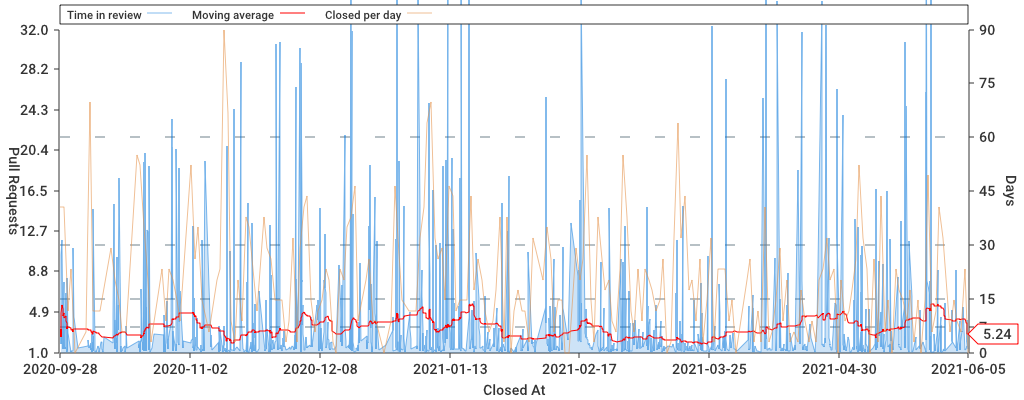 Time in review Moving average Closed per day
32.0 90
28.2 75
24.3
20.4 60
16.5 45
12.7 30
8.8
4.9 15
5.24
1.0 0
Pull Requests
Days
2020-09-28 2020-11-02 2020-12-08 2021-01-13 2021-02-17 2021-03-25 2021-04-30 2021-06-05
Closed At